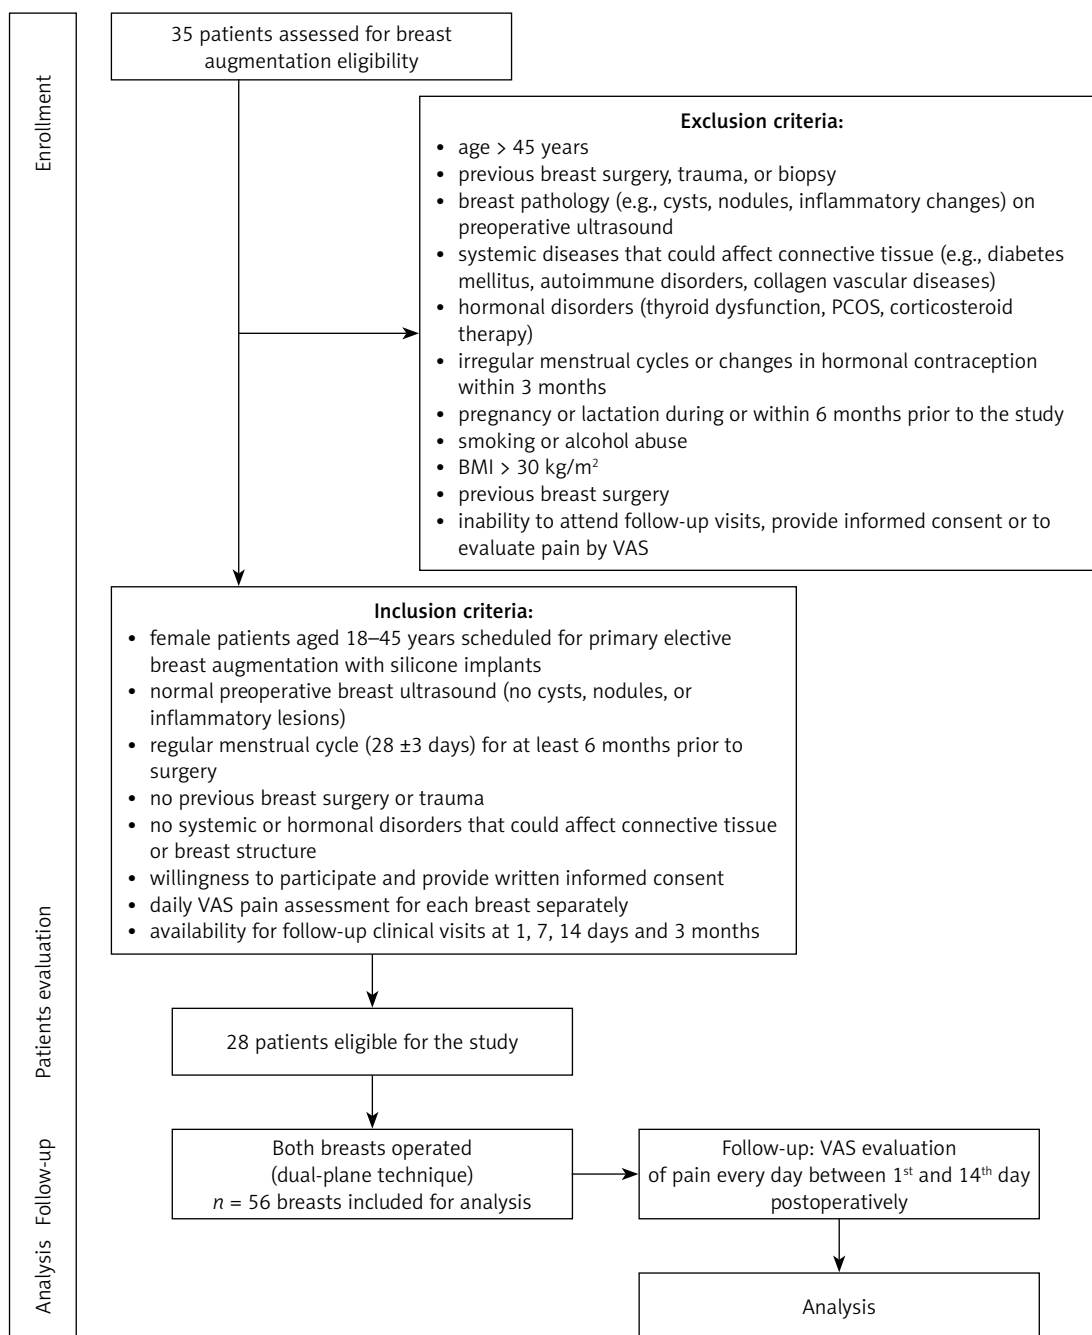 Enrollment
35 patients assessed for breast
augmentation eligibility
Exclusion criteria:
• age > 45 years
• previous breast surgery, trauma, or biopsy
• breast pathology (e.g., cysts, nodules, inflammatory changes) on
preoperative ultrasound
• systemic diseases that could affect connective tissue (e.g., diabetes
mellitus, autoimmune disorders, collagen vascular diseases)
• hormonal disorders (thyroid dysfunction, PCOS, corticosteroid
therapy)
• irregular menstrual cycles or changes in hormonal contraception
within 3 months
• pregnancy or lactation during or within 6 months prior to the study
• smoking or alcohol abuse
• BMI > 30 kg/m²
• previous breast surgery
• inability to attend follow-up visits, provide informed consent or to
evaluate pain by VAS
Inclusion criteria:
• female patients aged 18–45 years scheduled for primary elective
breast augmentation with silicone implants
• normal preoperative breast ultrasound (no cysts, nodules, or
inflammatory lesions)
• regular menstrual cycle (28 ±3 days) for at least 6 months prior to
surgery
• no previous breast surgery or trauma
• no systemic or hormonal disorders that could affect connective tissue
or breast structure
• willingness to participate and provide written informed consent
• daily VAS pain assessment for each breast separately
• availability for follow-up clinical visits at 1, 7, 14 days and 3 months
Patients evaluation
28 patients eligible for the study
Follow-up
Both breasts operated
(dual-plane technique)
n = 56 breasts included for analysis
Follow-up: VAS evaluation
of pain every day between 1st and 14th day
postoperatively
Analysis
Analysis